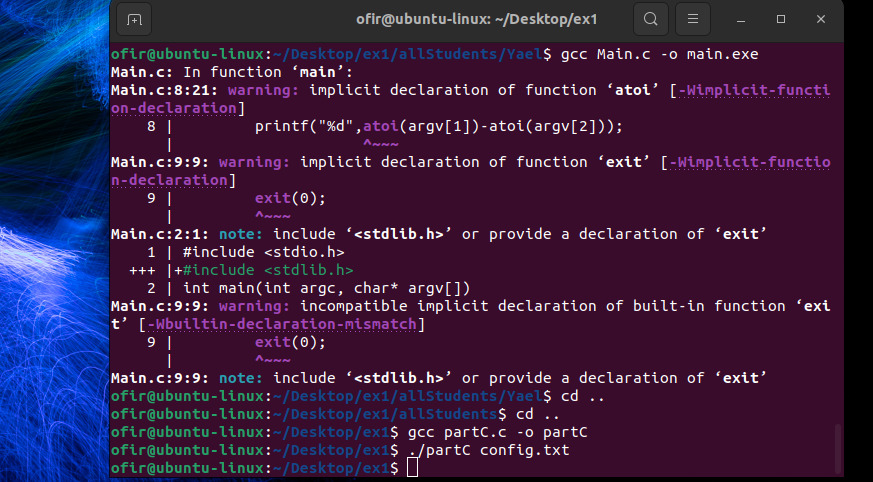 ofir@ubuntu-linux: ~/Desktop/ex1
ofir@ubuntu-linux:~/Desktop/ex1/allStudents/Yael$ gcc Main.c -o main.exe
Main.c: In function ‘main’:
Main.c:8:21: warning: implicit declaration of function ‘atoi’ [-Wimplicit-functi
on-declaration]
    8 |         printf("%d",atoi(argv[1])-atoi(argv[2]));
      |                     ^~~~
Main.c:9:9: warning: implicit declaration of function ‘exit’ [-Wimplicit-functio
n-declaration]
    9 |         exit(0);
      |         ^~~~
Main.c:2:1: note: include ‘<stdlib.h>’ or provide a declaration of ‘exit’
    1 | #include <stdio.h>
  +++ |+#include <stdlib.h>
    2 | int main(int argc, char* argv[])
Main.c:9:9: warning: incompatible implicit declaration of built-in function ‘exi
t’ [-Wbuiltin-declaration-mismatch]
    9 |         exit(0);
      |         ^~~~
Main.c:9:9: note: include ‘<stdlib.h>’ or provide a declaration of ‘exit’
ofir@ubuntu-linux:~/Desktop/ex1/allStudents/Yael$ cd ..
ofir@ubuntu-linux:~/Desktop/ex1/allStudents$ cd ..
ofir@ubuntu-linux:~/Desktop/ex1$ gcc partC.c -o partC
ofir@ubuntu-linux:~/Desktop/ex1$ ./partC config.txt
ofir@ubuntu-linux:~/Desktop/ex1$